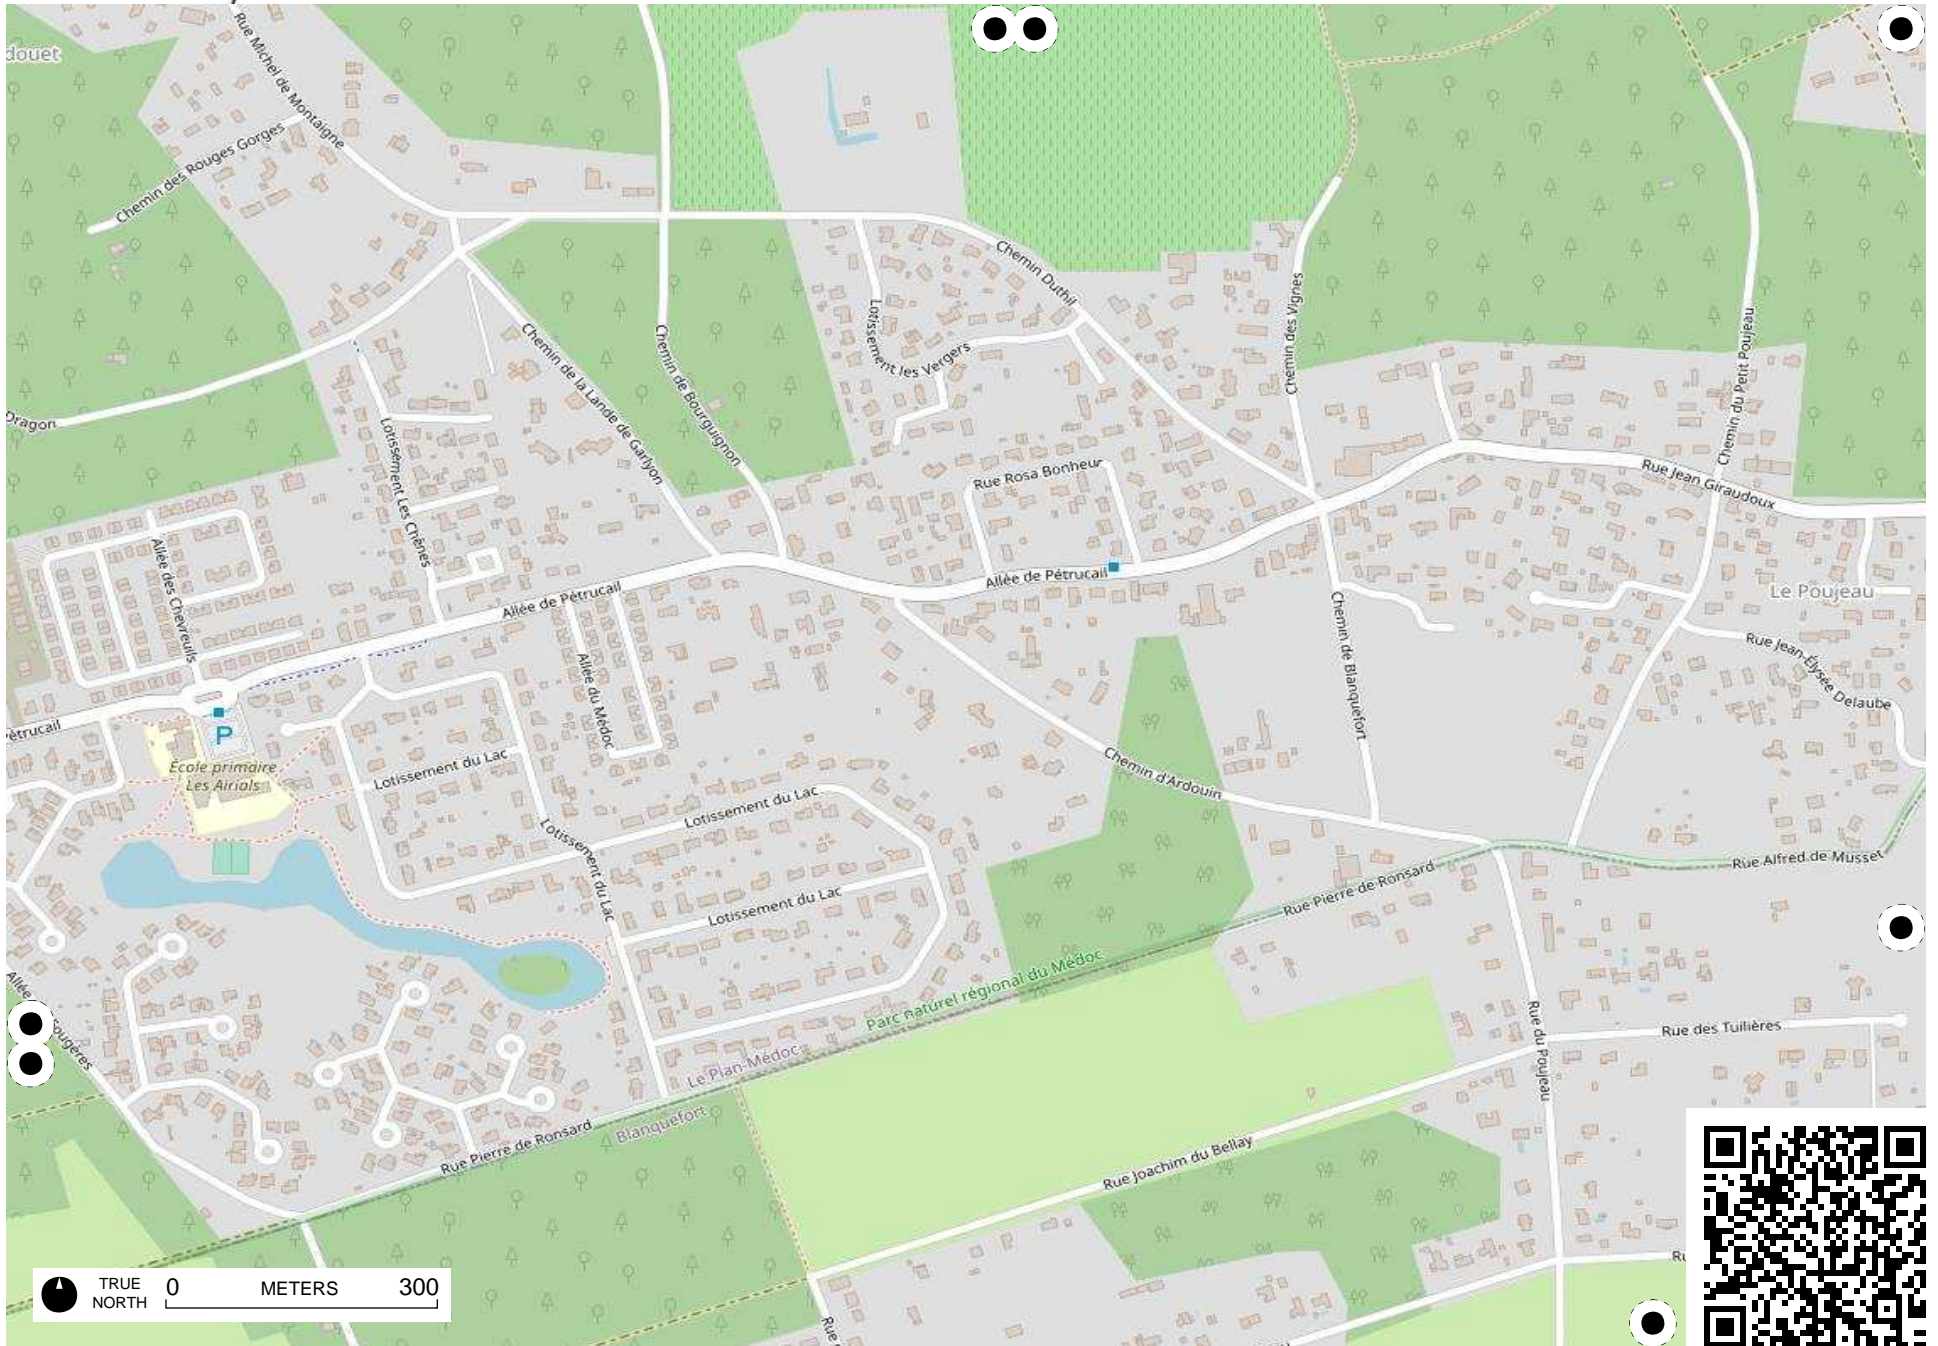 douet
Rue Michel de Montaigne
Chemin des Rouges Gorges
Chemin Duthil
Chemin des Vignes
Chemin du Petit Poujeau
Lotissement les Vergers
Chemin de la Lande de Garlyon
Chemin de Bourguignon
Dragon
Lotissement Les Chênes
Rue Rosa Bonheur
Rue Jean Giraudoux
Allée des Chevreuils
Allée de Pétrucail
Allée de Pétrucail
Le Poujeau
Chemin de Blanquefort
Rue Jean-Élysée Delaube
Allée du Médoc
Pétrucail
P
École primaire
Les Airials
Lotissement du Lac
Chemin d'Ardouin
Lotissement du Lac
Lotissement du Lac
Rue Alfred de Musset
Rue Pierre de Ronsard
Lotissement du Lac
Parc naturel régional du Médoc
Allée
Fougères
Rue des Tuilières
Rue du Poujeau
Le Pian-Médoc
Blanquefort
Rue Pierre de Ronsard
Rue Joachim du Bellay
Ru
Rue
TRUE
NORTH
0 METERS 300